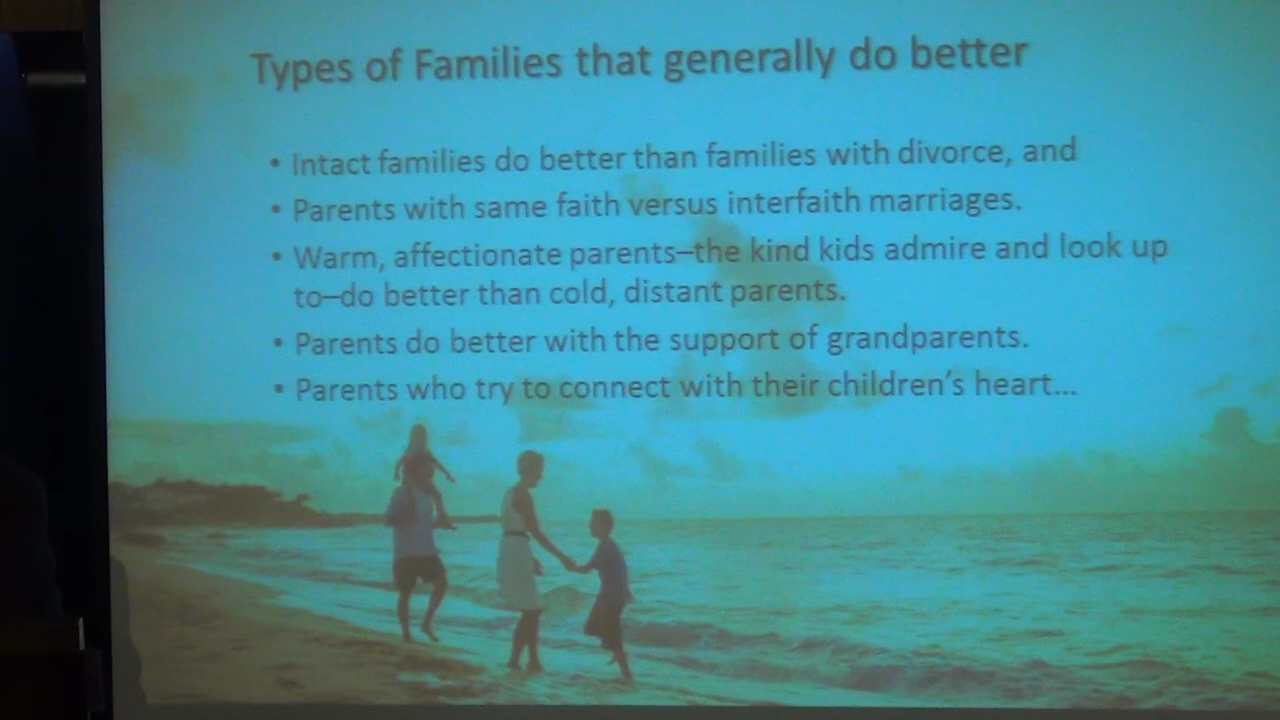 Types of Families that generally do better
• Intact families do better than families with divorce, and
• Parents with same faith versus interfaith marriages.
• Warm, affectionate parents–the kind kids admire and look up
to–do better than cold, distant parents.
• Parents do better with the support of grandparents.
• Parents who try to connect with their children's heart...